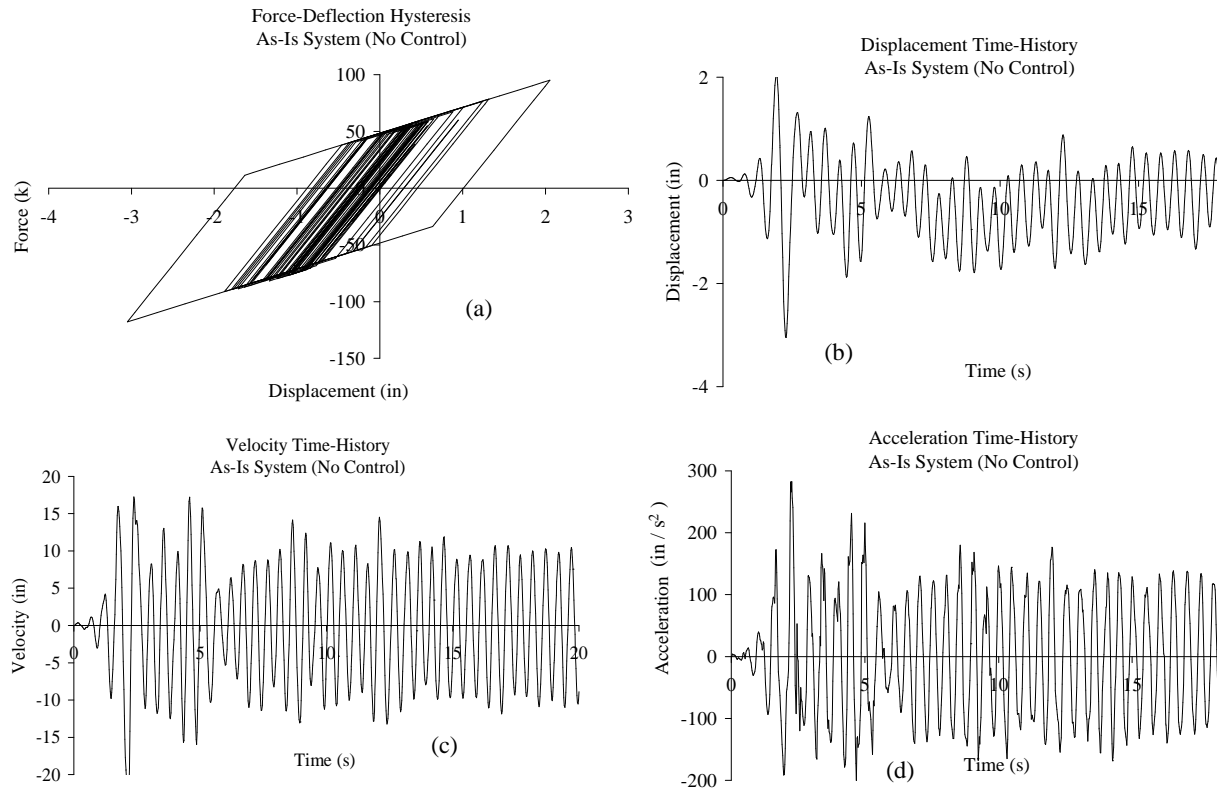 Force-Deflection Hysteresis
As-Is System (No Control)
100
50
0
-50
-100
-150
-4
-3
-2
-1
0
1
2
3
Force (k)
Displacement (in)
(a)
Displacement Time-History
As-Is System (No Control)
2
0
-2
-4
0
5
10
15
Displacement (in)
Time (s)
(b)
Velocity Time-History
As-Is System (No Control)
20
15
10
5
0
-5
-10
-15
-20
0
5
10
15
20
Velocity (in)
Time (s)
(c)
Acceleration Time-History
As-Is System (No Control)
300
200
100
0
-100
-200
0
5
10
15
Acceleration (in / s²)
Time (s)
(d)